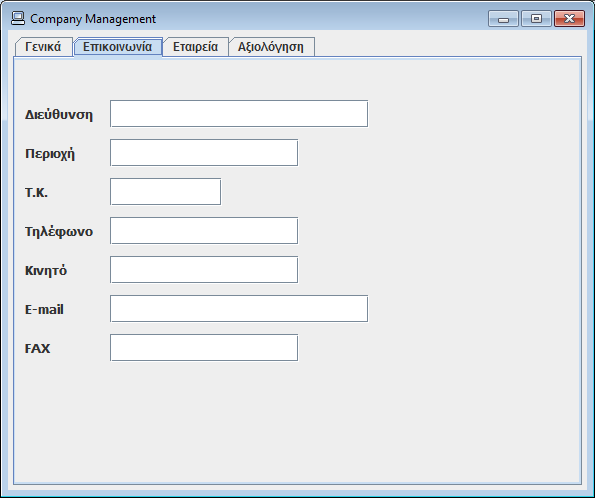 Company Management
Γενικά Επικοινωνία Εταιρεία Αξιολόγηση
Διεύθυνση
Περιοχή
Τ.Κ.
Τηλέφωνο
Κινητό
E-mail
FAX